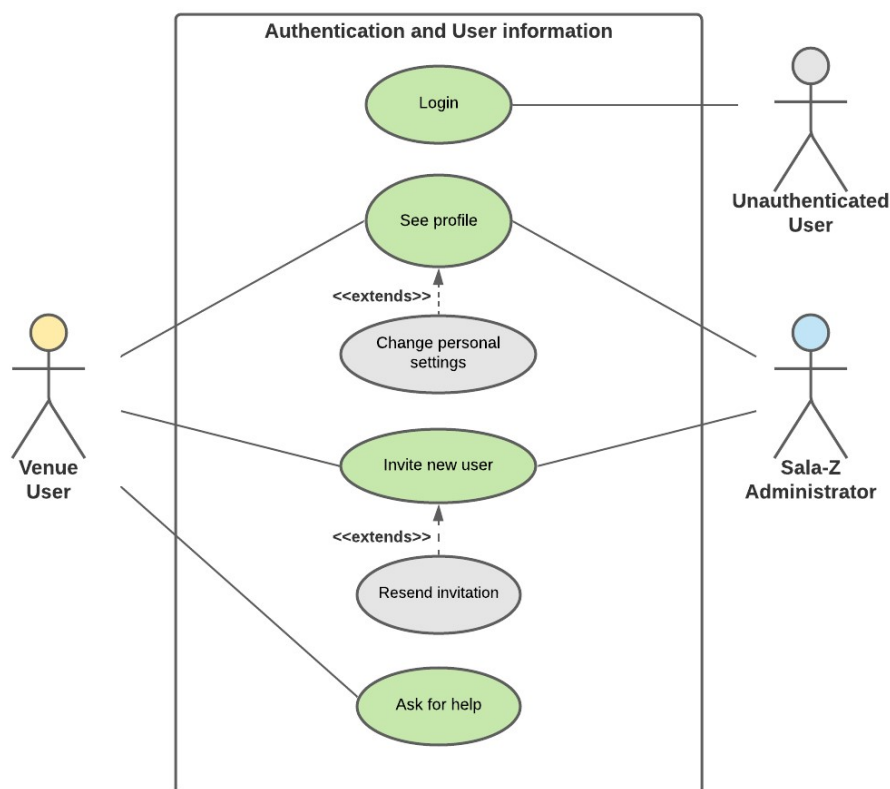 Authentication and User information
Login
Unauthenticated
User
See profile
<<extends>>
Change personal
settings
Venue
User
Invite new user
Sala-Z
Administrator
<<extends>>
Resend invitation
Ask for help